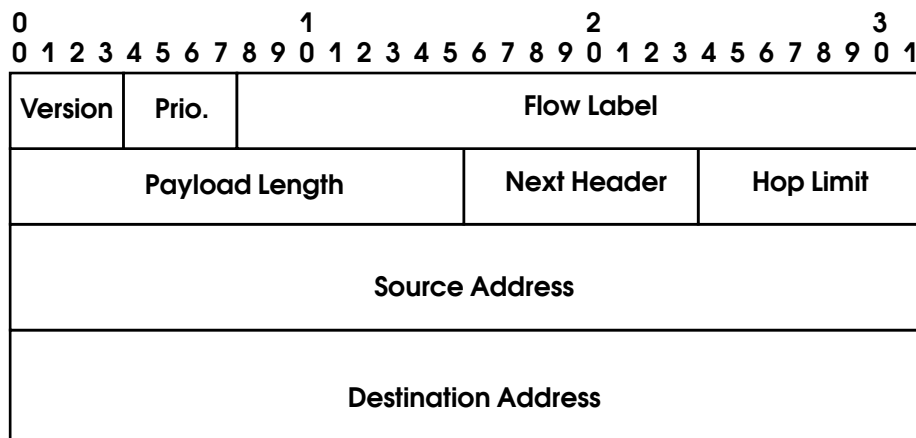 0 1 2 3
0 1 2 3 4 5 6 7 8 9 0 1 2 3 4 5 6 7 8 9 0 1 2 3 4 5 6 7 8 9 0 1
Version Prio. Flow Label
Payload Length Next Header Hop Limit
Source Address
Destination Address